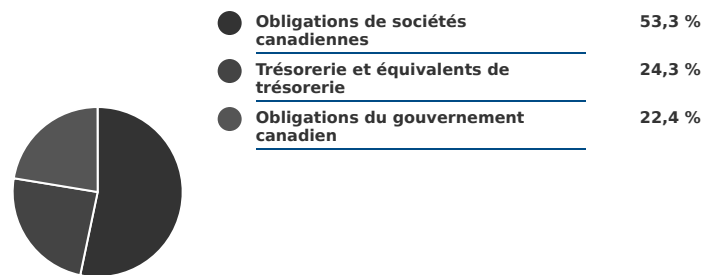 Obligations de sociétés
canadiennes
53,3 %
Trésorerie et équivalents de
trésorerie
24,3 %
Obligations du gouvernement
canadien
22,4 %